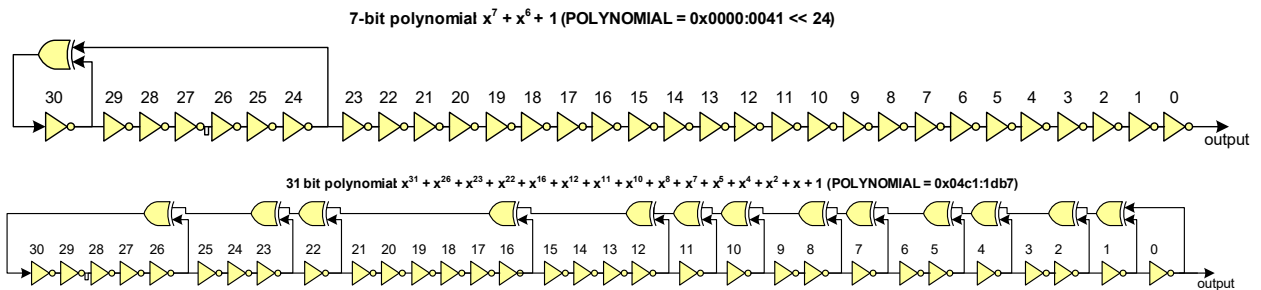 7-bit polynomial: x⁷ + x⁶ + 1 (POLYNOMIAL = 0x0000:0041 << 24)
30 29 28 27 26 25 24 23 22 21 20 19 18 17 16 15 14 13 12 11 10 9 8 7 6 5 4 3 2 1 0
output
31 bit polynomial: x³¹ + x²⁶ + x²³ + x²² + x¹⁶ + x¹² + x¹¹ + x¹⁰ + x⁸ + x⁷ + x⁵ + x⁴ + x² + x + 1 (POLYNOMIAL = 0x04c1:1db7)
30 29 28 27 26 25 24 23 22 21 20 19 18 17 16 15 14 13 12 11 10 9 8 7 6 5 4 3 2 1 0
output